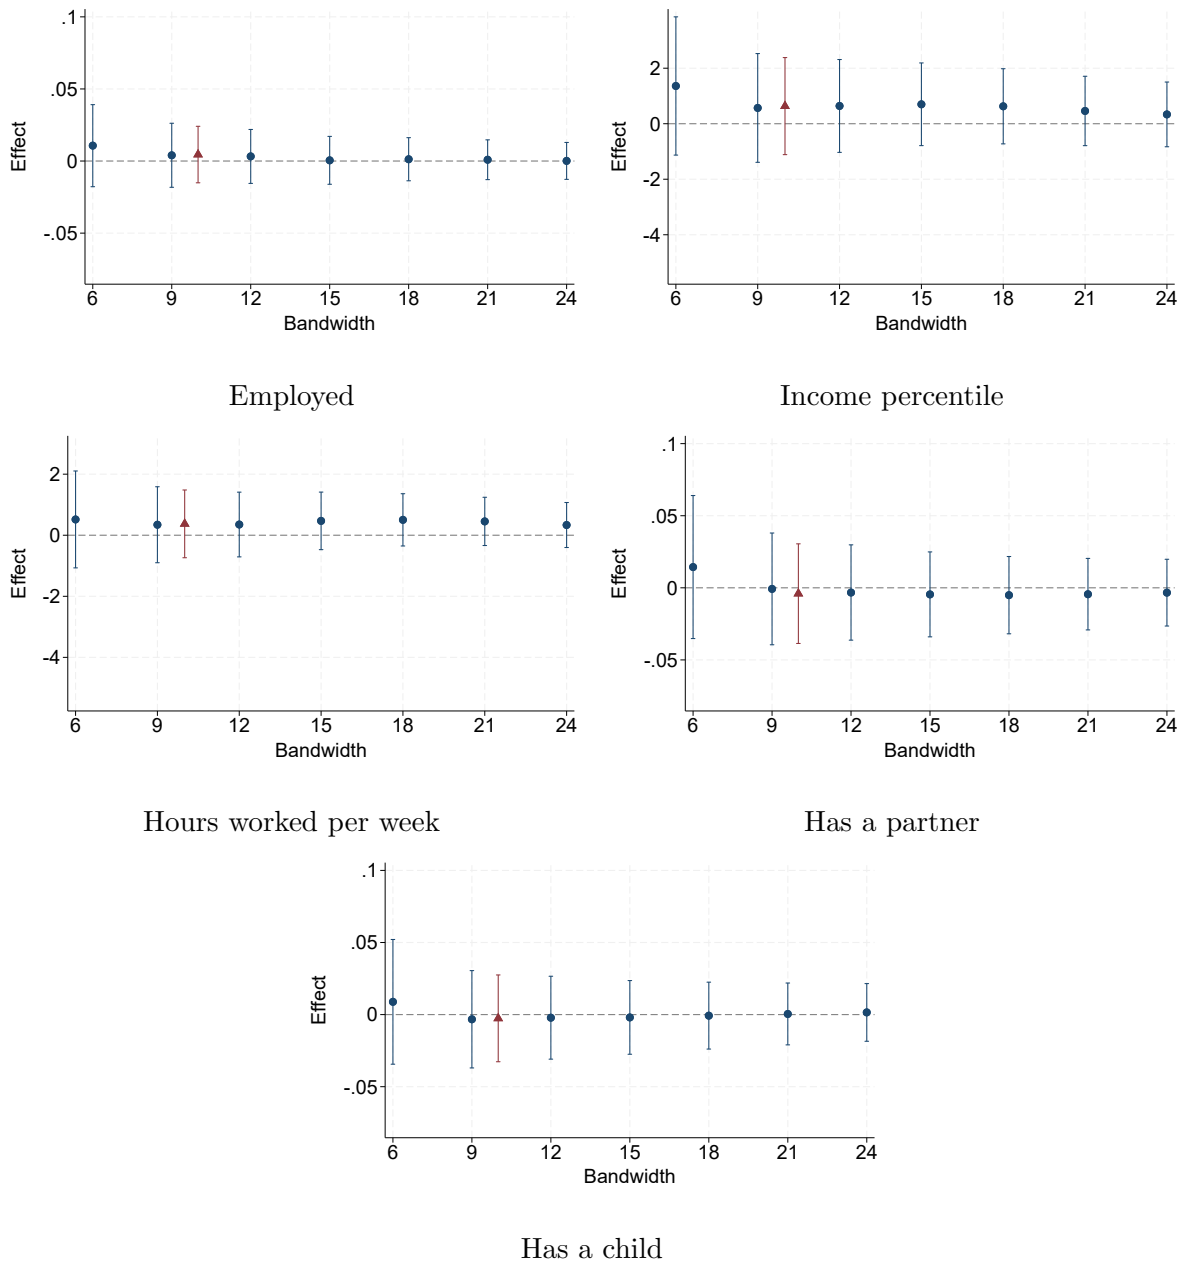 .1
.05
0
-.05
Effect
6 9 12 15 18 21 24
Bandwidth
Employed
2
0
-2
-4
Effect
6 9 12 15 18 21 24
Bandwidth
Income percentile
2
0
-2
-4
Effect
6 9 12 15 18 21 24
Bandwidth
Hours worked per week
.1
.05
0
-.05
Effect
6 9 12 15 18 21 24
Bandwidth
Has a partner
.1
.05
0
-.05
Effect
6 9 12 15 18 21 24
Bandwidth
Has a child